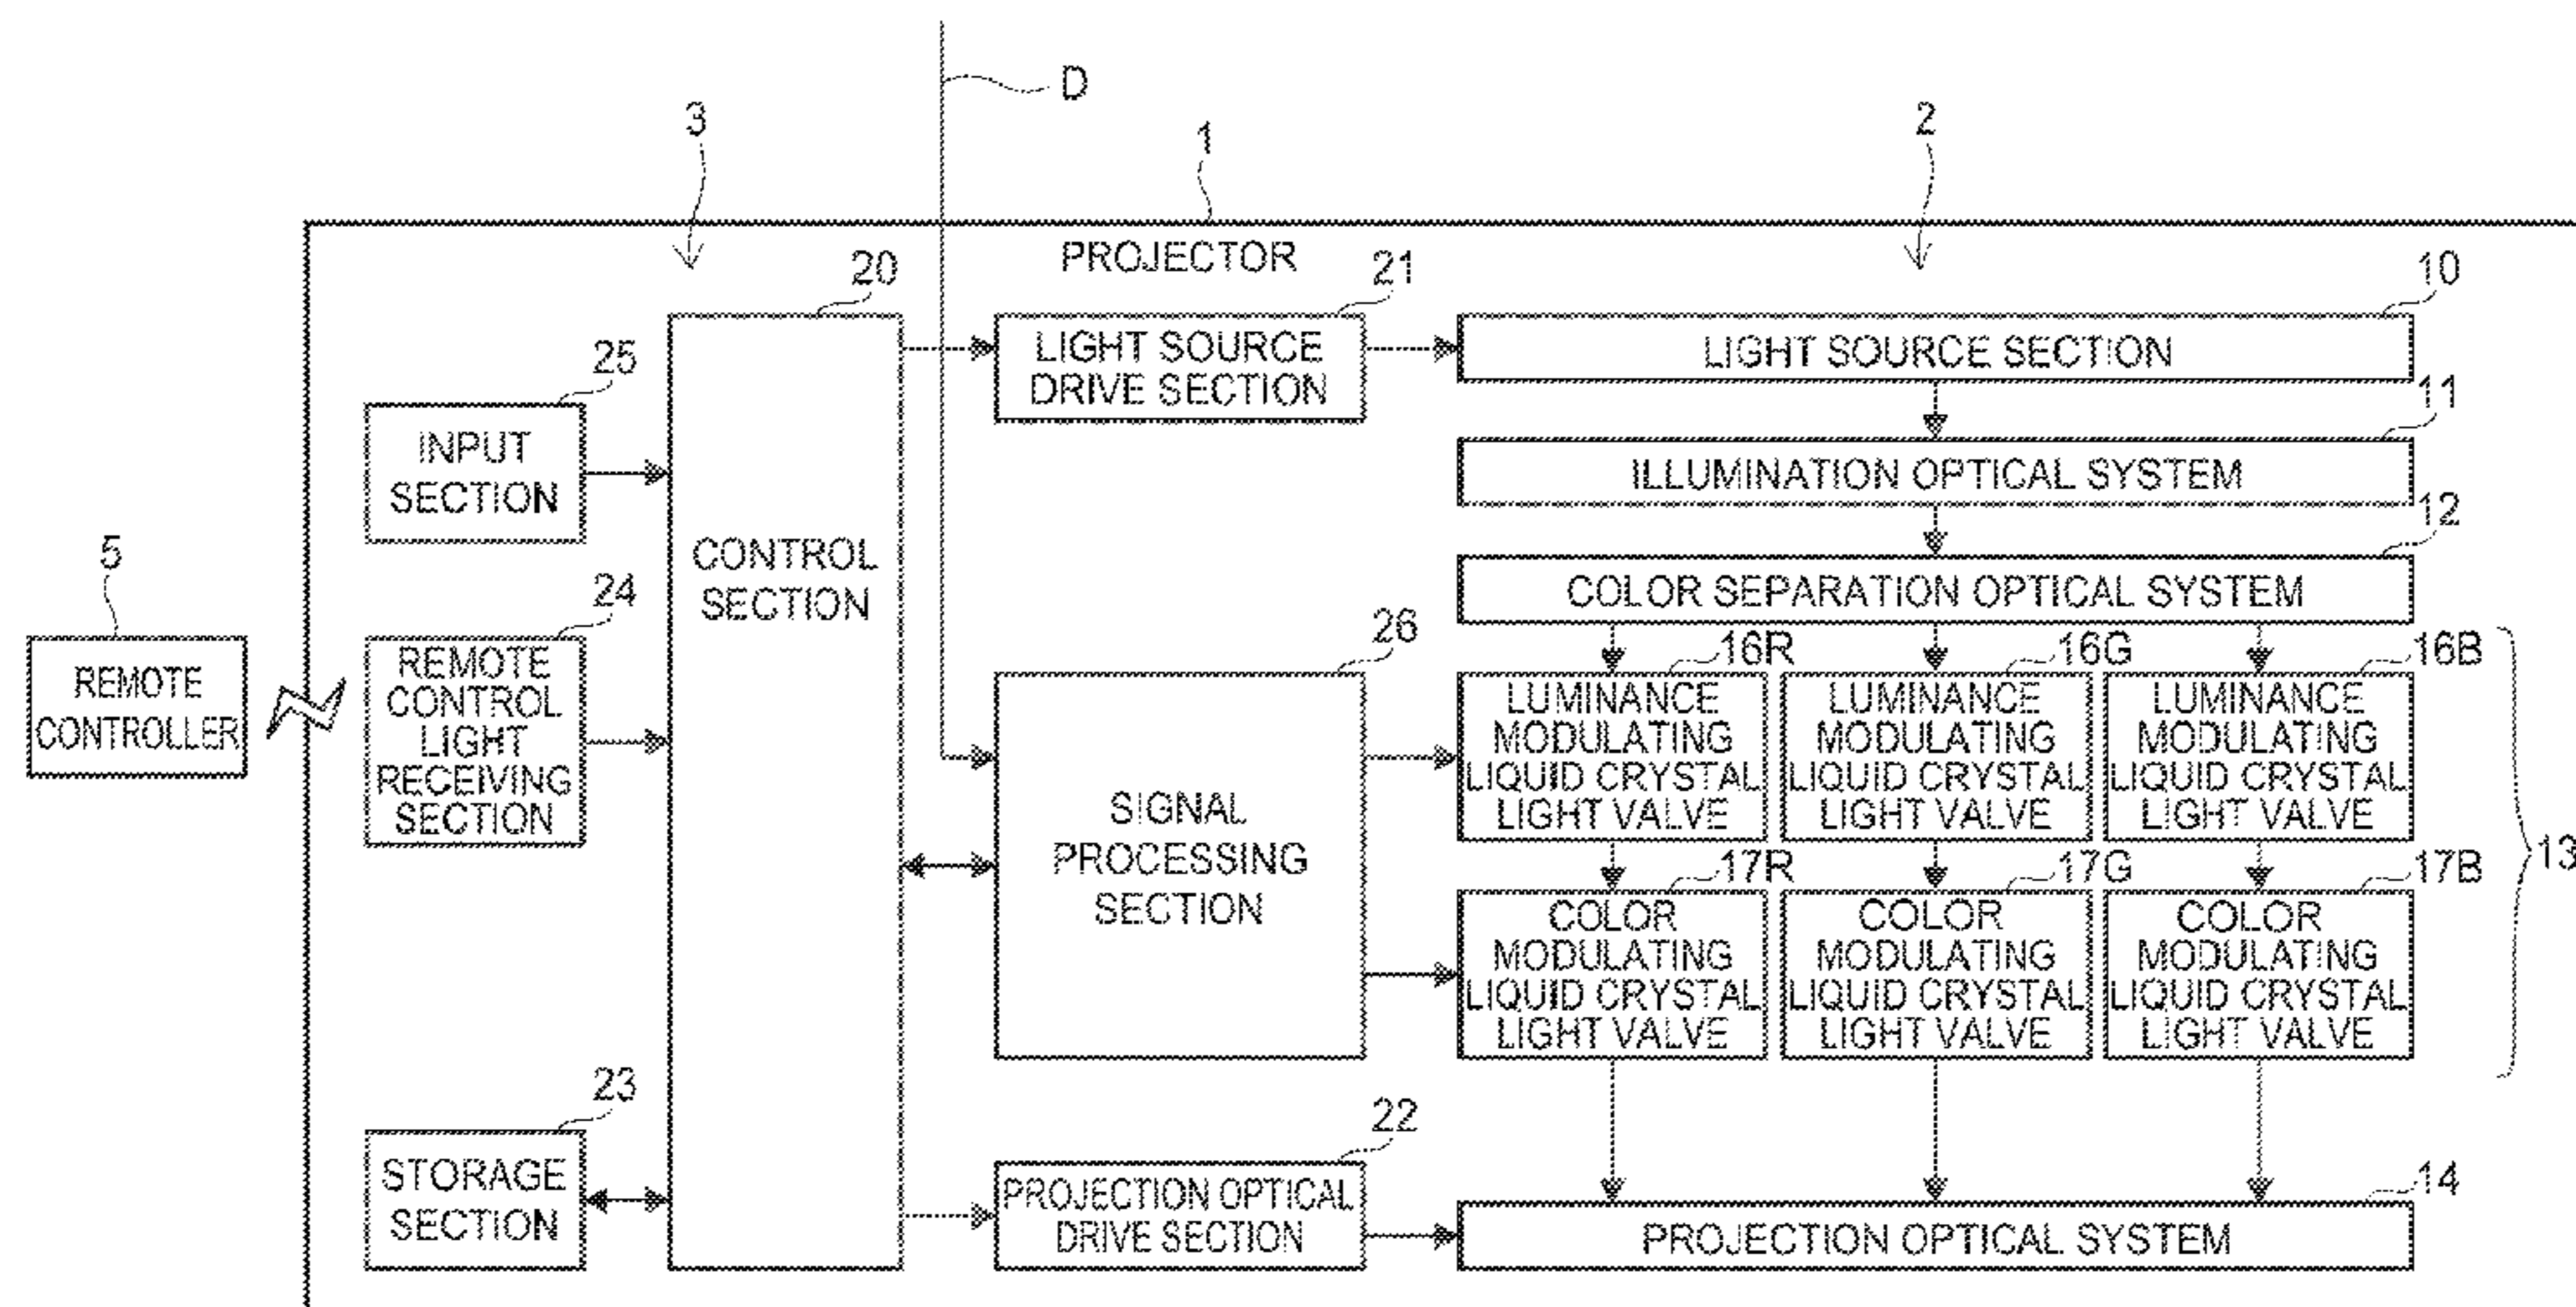 D
3
1
2
PROJECTOR
20
21
10
LIGHT SOURCE
DRIVE SECTION
LIGHT SOURCE SECTION
25
11
INPUT
SECTION
ILLUMINATION OPTICAL SYSTEM
12
5
CONTROL
SECTION
24
COLOR SEPARATION OPTICAL SYSTEM
26
16R
16G
16B
REMOTE
CONTROLLER
REMOTE
CONTROL
LIGHT
RECEIVING
SECTION
LUMINANCE
MODULATING
LIQUID CRYSTAL
LIGHT VALVE
LUMINANCE
MODULATING
LIQUID CRYSTAL
LIGHT VALVE
LUMINANCE
MODULATING
LIQUID CRYSTAL
LIGHT VALVE
SIGNAL
PROCESSING
SECTION
13
17R
17G
17B
COLOR
MODULATING
LIQUID CRYSTAL
LIGHT VALVE
COLOR
MODULATING
LIQUID CRYSTAL
LIGHT VALVE
COLOR
MODULATING
LIQUID CRYSTAL
LIGHT VALVE
23
22
STORAGE
SECTION
PROJECTION OPTICAL
DRIVE SECTION
14
PROJECTION OPTICAL SYSTEM